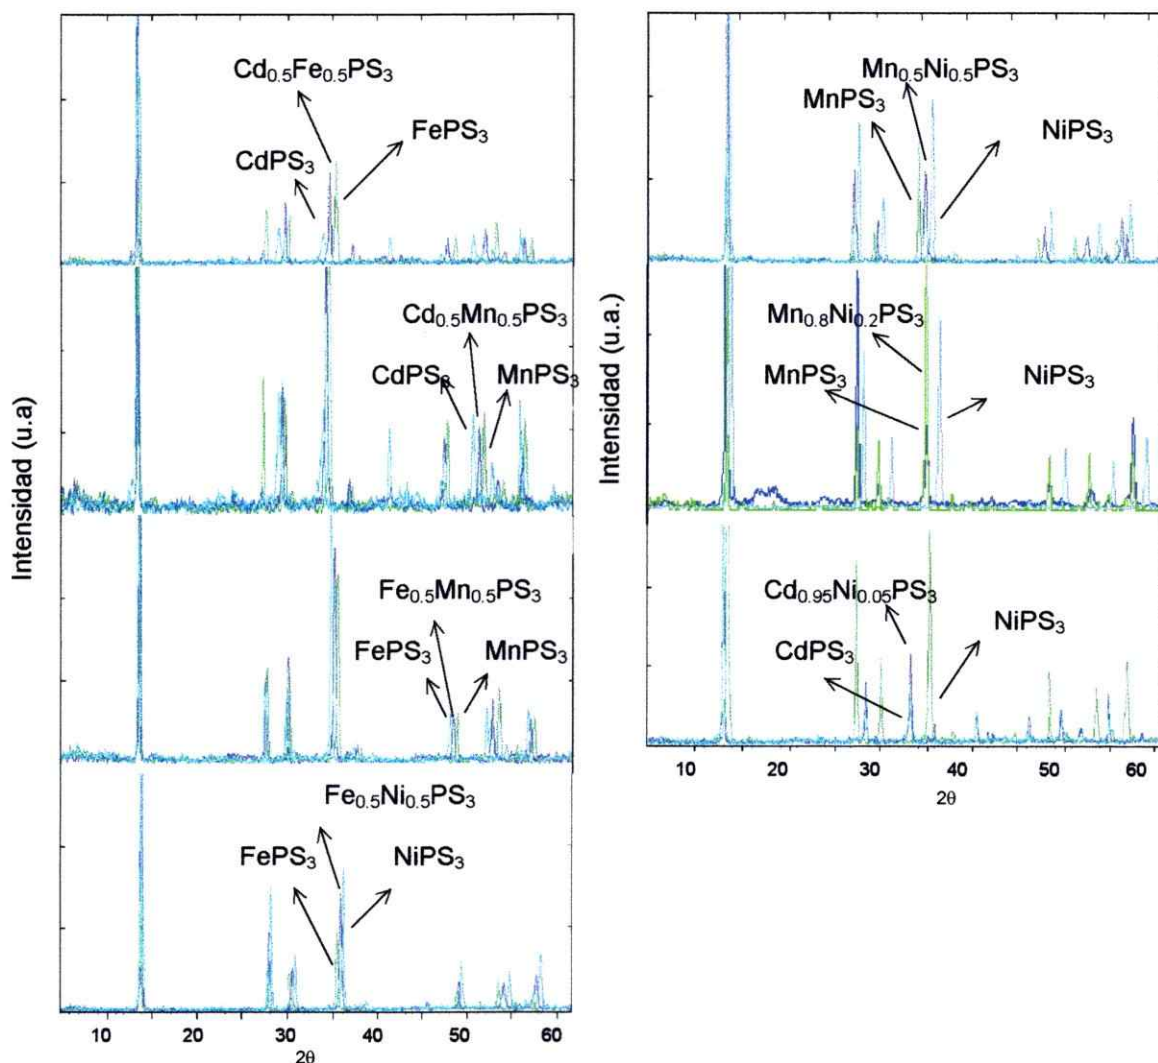 Intensidad (u.a)
Cd₀.₅Fe₀.₅PS₃
FePS₃
CdPS₃
Cd₀.₅Mn₀.₅PS₃
CdPS₃
MnPS₃
Fe₀.₅Mn₀.₅PS₃
FePS₃
MnPS₃
Fe₀.₅Ni₀.₅PS₃
FePS₃
NiPS₃
10 20 30 40 50 60
2θ
Intensidad (u.a.)
Mn₀.₅Ni₀.₅PS₃
MnPS₃
NiPS₃
Mn₀.₈Ni₀.₂PS₃
MnPS₃
NiPS₃
Cd₀.₉₅Ni₀.₀₅PS₃
NiPS₃
CdPS₃
10 20 30 40 50 60
2θ